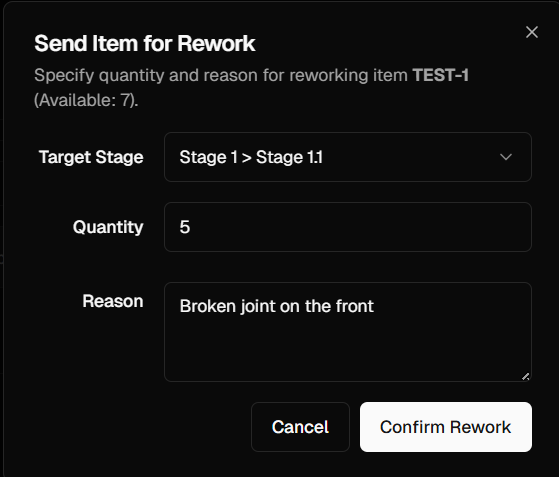 Send Item for Rework
Specify quantity and reason for reworking item TEST-1
(Available: 7).
Target Stage
Stage 1 > Stage 1.1
Quantity
5
Reason
Broken joint on the front
Cancel
Confirm Rework